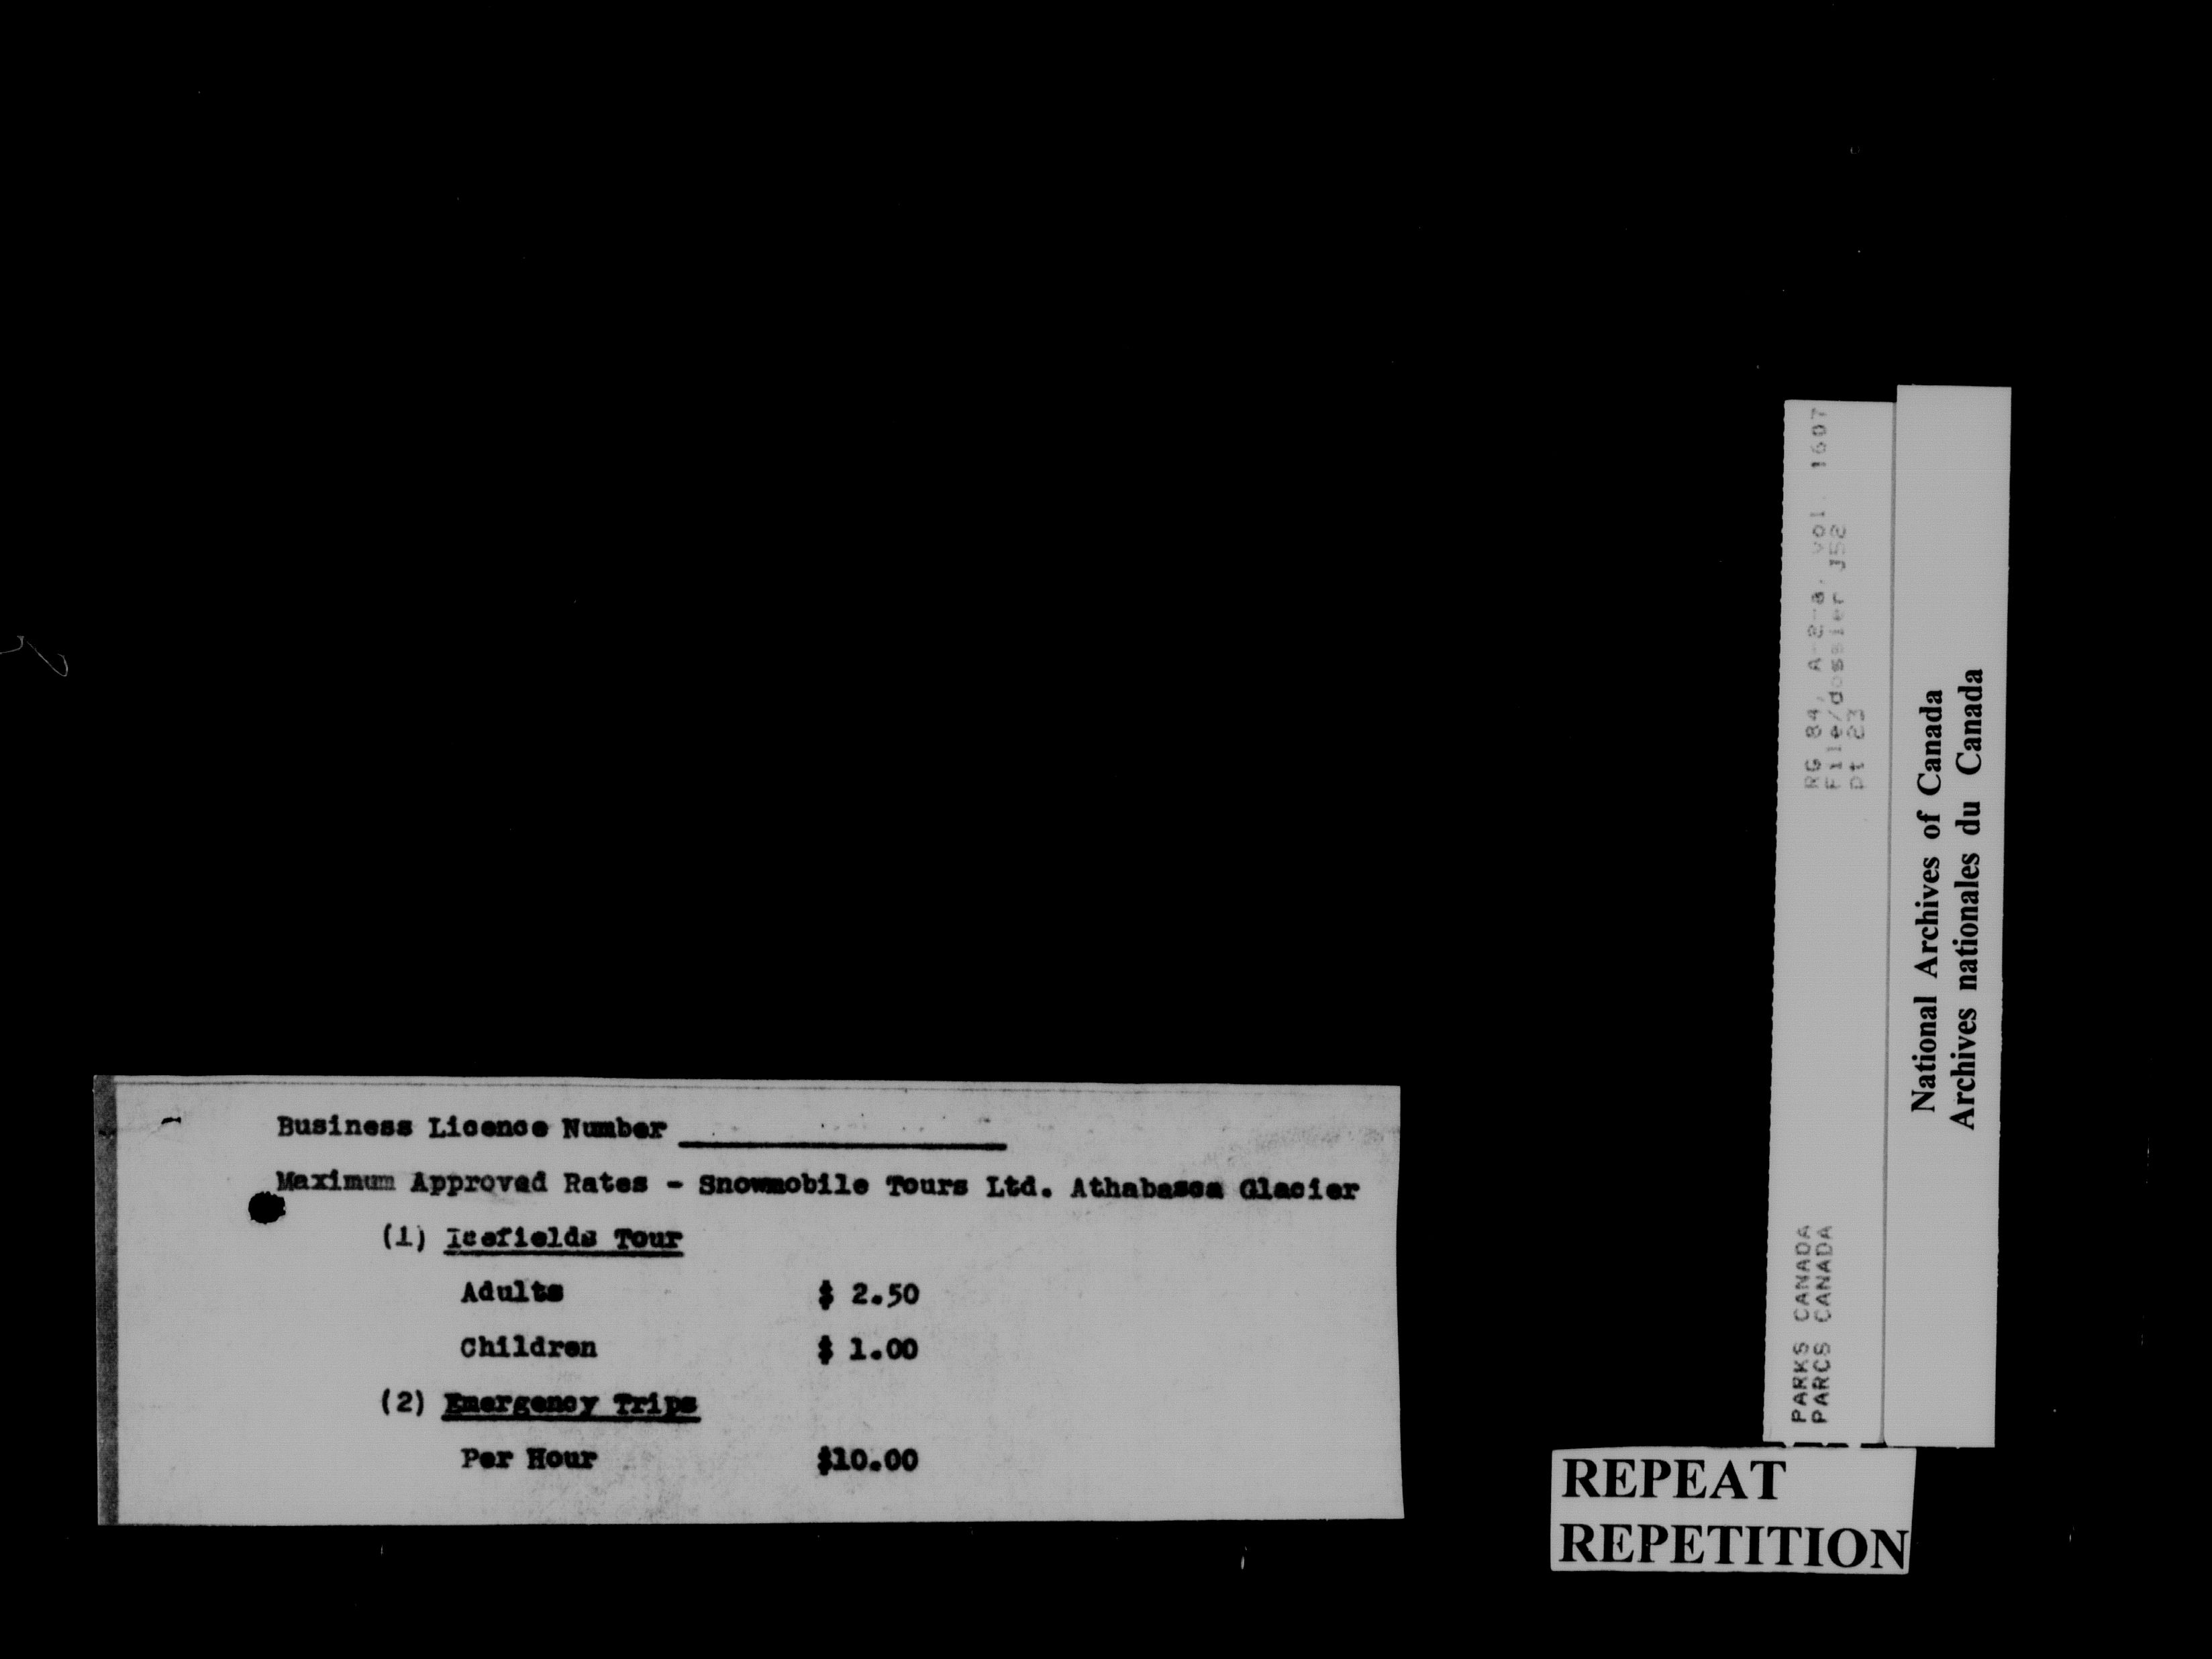 Business Licence Number
Maximum Approved Rates - Snowmobile Tours Ltd. Athabasca Glacier
(1) Icefields Tour
Adults $ 2.50
Children $ 1.00
(2) Emergency Trips
Per Hour $10.00
PARKS CANADA RG 84, A-2-a, vol. 1607
PARCS CANADA File/dossier J52
pt 23
National Archives of Canada
Archives nationales du Canada
REPEAT
REPETITION